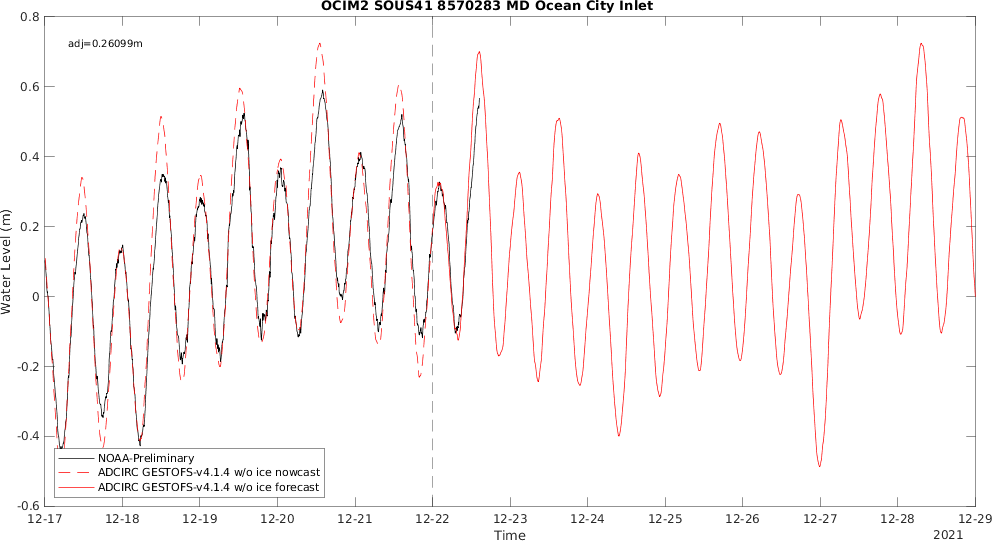 OCIM2 SOUS41 8570283 MD Ocean City Inlet
adj=0.26099m
Water Level (m)
0.8
0.6
0.4
0.2
0
-0.2
-0.4
-0.6
NOAA-Preliminary
ADCIRC GESTOFS-v4.1.4 w/o ice nowcast
ADCIRC GESTOFS-v4.1.4 w/o ice forecast
12-17 12-18 12-19 12-20 12-21 12-22 12-23 12-24 12-25 12-26 12-27 12-28 12-29
Time
2021